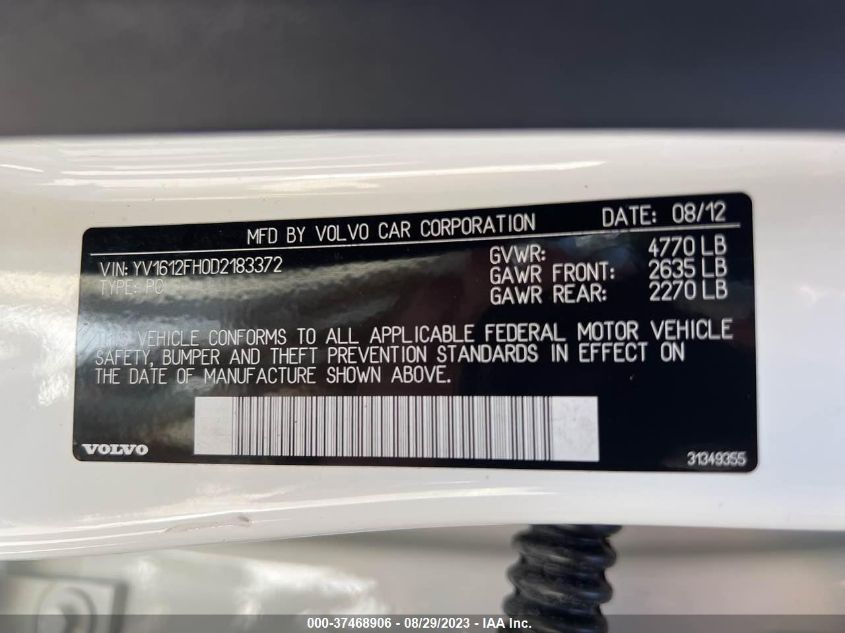 MFD BY VOLVO CAR CORPORATION DATE: 08/12
VIN: YV1612FH0D2183372 GVWR: 4770 LB
TYPE: PC GAWR FRONT: 2635 LB
GAWR REAR: 2270 LB
THIS VEHICLE CONFORMS TO ALL APPLICABLE FEDERAL MOTOR VEHICLE
SAFETY, BUMPER AND THEFT PREVENTION STANDARDS IN EFFECT ON
THE DATE OF MANUFACTURE SHOWN ABOVE.
VOLVO 31349355
000-37468906 - 08/29/2023 - IAA Inc.